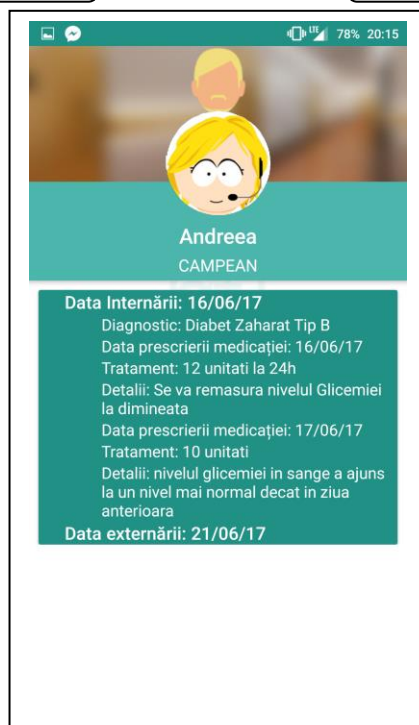 78% 20:15
LTE
Andreea
CAMPEAN
Data Internării: 16/06/17
Diagnostic: Diabet Zaharat Tip B
Data prescrierii medicației: 16/06/17
Tratament: 12 unitati la 24h
Detalii: Se va remasura nivelul Glicemiei
la dimineata
Data prescrierii medicației: 17/06/17
Tratament: 10 unitati
Detalii: nivelul glicemiei in sange a ajuns
la un nivel mai normal decat in ziua
anterioara
Data externării: 21/06/17